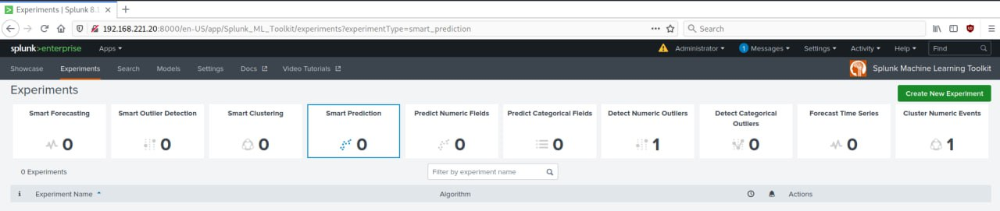 Experiments | Splunk 8.1
192.168.221.20:8000/en-US/app/Splunk_ML_Toolkit/experiments?experimentType=smart_prediction
Search
splunk>enterprise Apps Administrator 1 Messages Settings Activity Help Find
Showcase Experiments Search Models Settings Docs Video Tutorials Splunk Machine Learning Toolkit
Experiments
Create New Experiment
Smart Forecasting Smart Outlier Detection Smart Clustering Smart Prediction Predict Numeric Fields Predict Categorical Fields Detect Numeric Outliers Detect Categorical Outliers Forecast Time Series Cluster Numeric Events
0 0 0 0 0 0 1 0 0 1
0 Experiments Filter by experiment name
i Experiment Name Algorithm Actions